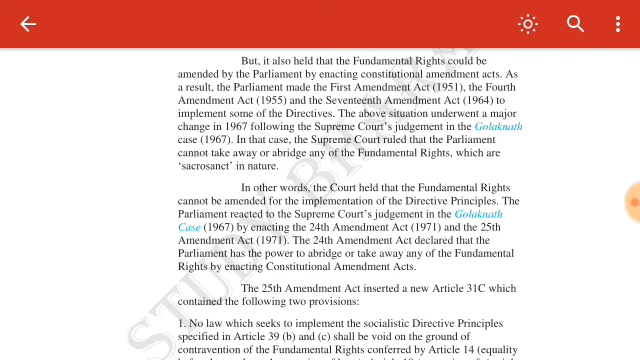 But, it also held that the Fundamental Rights could be
amended by the Parliament by enacting constitutional amendment acts. As
a result, the Parliament made the First Amendment Act (1951), the Fourth
Amendment Act (1955) and the Seventeenth Amendment Act (1964) to
implement some of the Directives. The above situation underwent a major
change in 1967 following the Supreme Court's judgement in the Golaknath
case (1967). In that case, the Supreme Court ruled that the Parliament
cannot take away or abridge any of the Fundamental Rights, which are
‘sacrosanct’ in nature.
In other words, the Court held that the Fundamental Rights
cannot be amended for the implementation of the Directive Principles. The
Parliament reacted to the Supreme Court's judgement in the Golaknath
Case (1967) by enacting the 24th Amendment Act (1971) and the 25th
Amendment Act (1971). The 24th Amendment Act declared that the
Parliament has the power to abridge or take away any of the Fundamental
Rights by enacting Constitutional Amendment Acts.
The 25th Amendment Act inserted a new Article 31C which
contained the following two provisions:
1. No law which seeks to implement the socialistic Directive Principles
specified in Article 39 (b) and (c) shall be void on the ground of
contravention of the Fundamental Rights conferred by Article 14 (equality